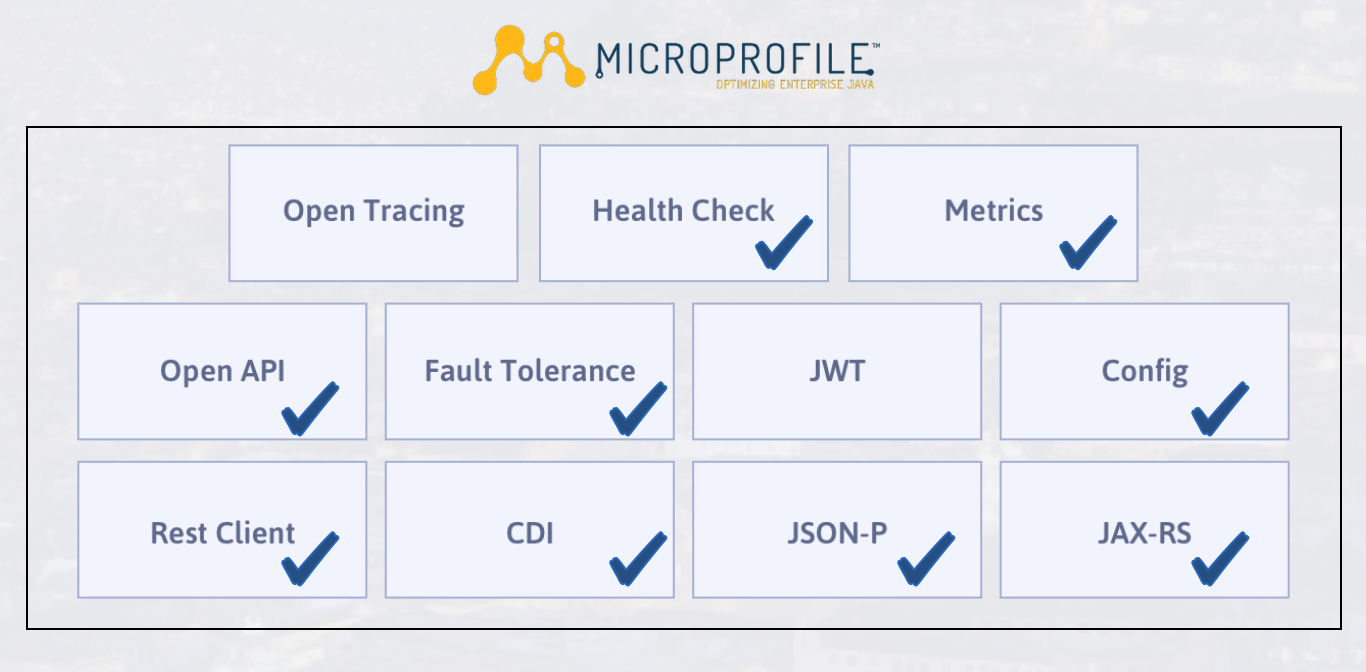 MICROPROFILE™
OPTIMIZING ENTERPRISE JAVA
Open Tracing
Health Check
Metrics
Open API
Fault Tolerance
JWT
Config
Rest Client
CDI
JSON-P
JAX-RS